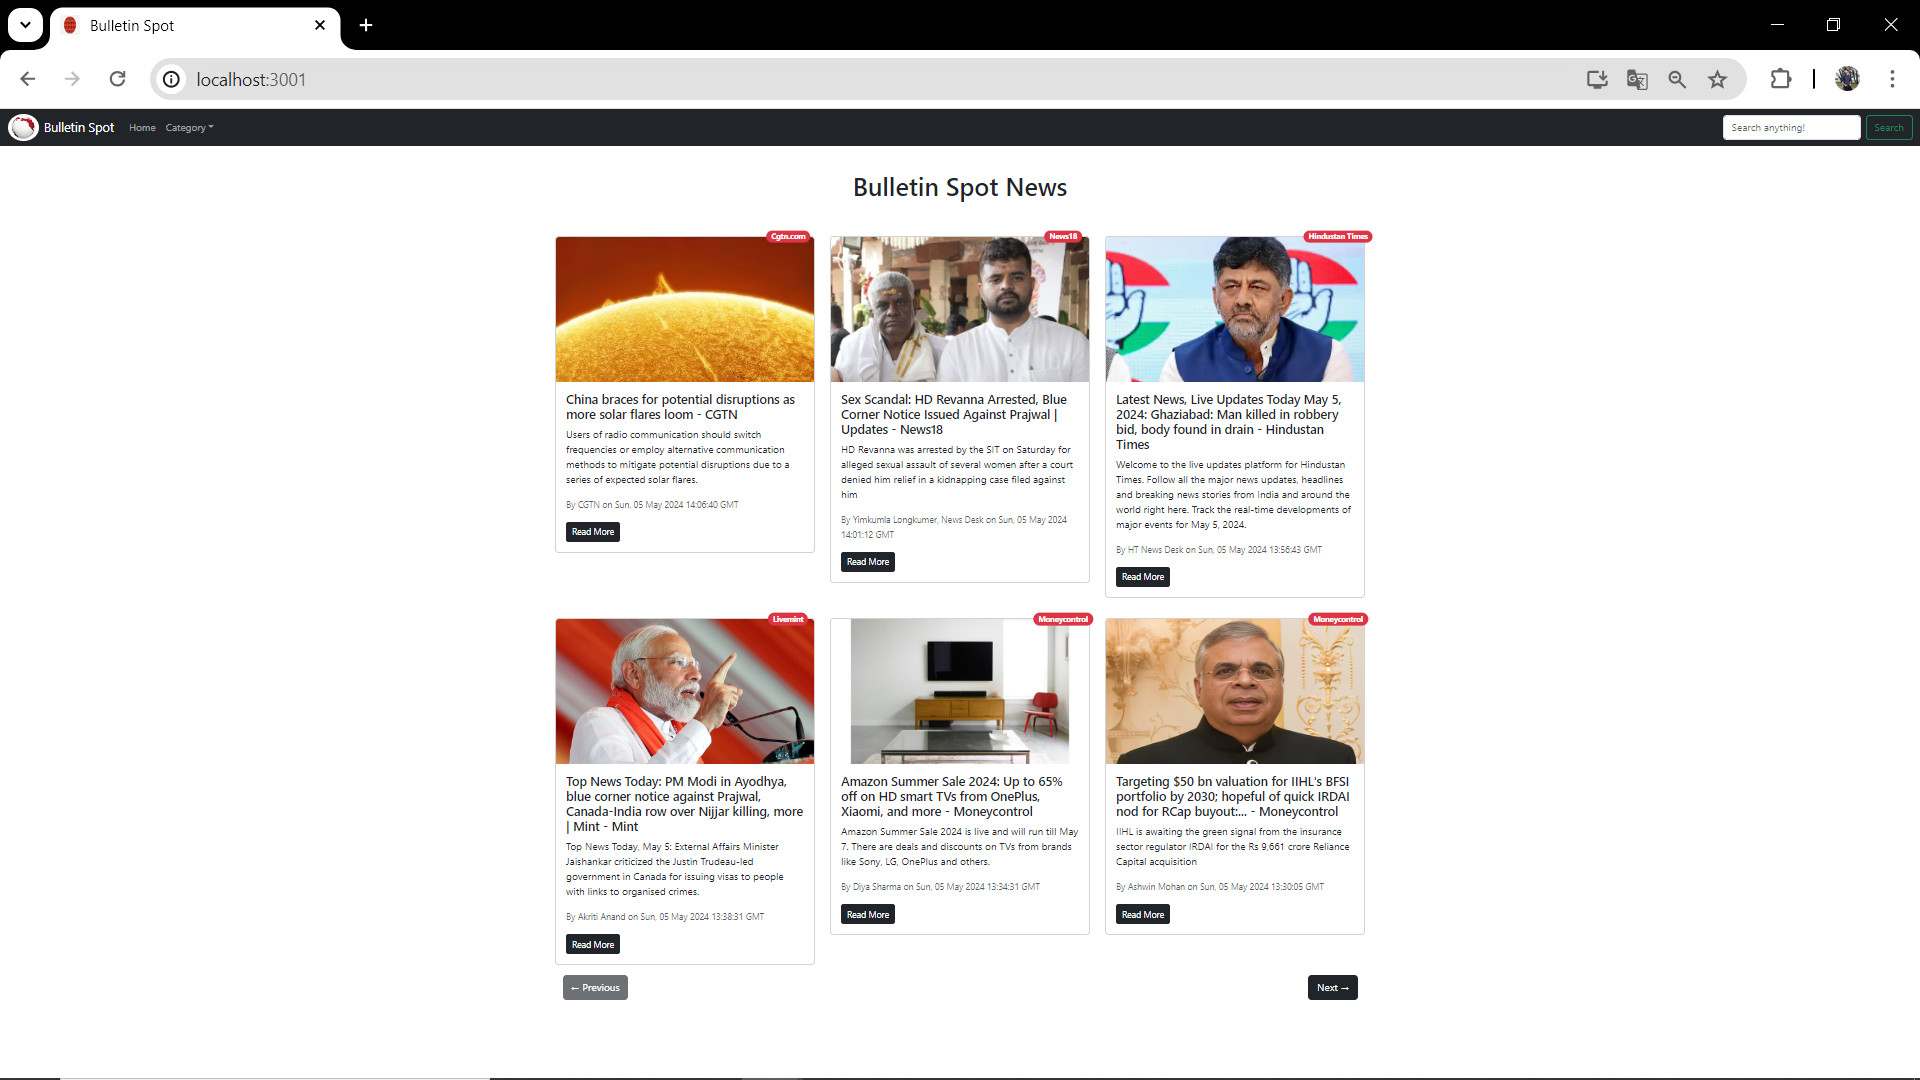 Bulletin Spot
localhost:3001
Bulletin Spot Home Category
Search anything! Search
Bulletin Spot News
Cgtn.com
China braces for potential disruptions as
more solar flares loom - CGTN
Users of radio communication should switch
frequencies or employ alternative communication
methods to mitigate potential disruptions due to a
series of expected solar flares.
By CGTN on Sun, 05 May 2024 14:06:40 GMT
Read More
News18
Sex Scandal: HD Revanna Arrested, Blue
Corner Notice Issued Against Prajwal |
Updates - News18
HD Revanna was arrested by the SIT on Saturday for
alleged sexual assault of several women after a court
denied him relief in a kidnapping case filed against
him
By Yimkumla Longkumer, News Desk on Sun, 05 May 2024
14:01:12 GMT
Read More
Hindustan Times
Latest News, Live Updates Today May 5,
2024: Ghaziabad: Man killed in robbery
bid, body found in drain - Hindustan
Times
Welcome to the live updates platform for Hindustan
Times. Follow all the major news updates, headlines
and breaking news stories from India and around the
world right here. Track the real-time developments of
major events for May 5, 2024.
By HT News Desk on Sun, 05 May 2024 13:56:43 GMT
Read More
Livemint
Top News Today: PM Modi in Ayodhya,
blue corner notice against Prajwal,
Canada-India row over Nijjar killing, more
| Mint - Mint
Top News Today, May 5: External Affairs Minister
Jaishankar criticized the Justin Trudeau-led
government in Canada for issuing visas to people
with links to organised crimes.
By Akriti Anand on Sun, 05 May 2024 13:38:31 GMT
Read More
Moneycontrol
Amazon Summer Sale 2024: Up to 65%
off on HD smart TVs from OnePlus,
Xiaomi, and more - Moneycontrol
Amazon Summer Sale 2024 is live and will run till May
7. There are deals and discounts on TVs from brands
like Sony, LG, OnePlus and others.
By Diya Sharma on Sun, 05 May 2024 13:34:31 GMT
Read More
Moneycontrol
Targeting $50 bn valuation for IIHL's BFSI
portfolio by 2030; hopeful of quick IRDAI
nod for RCap buyout:... - Moneycontrol
IIHL is awaiting the green signal from the insurance
sector regulator IRDAI for the Rs 9,661 crore Reliance
Capital acquisition
By Ashwin Mohan on Sun, 05 May 2024 13:30:05 GMT
Read More
← Previous
Next →